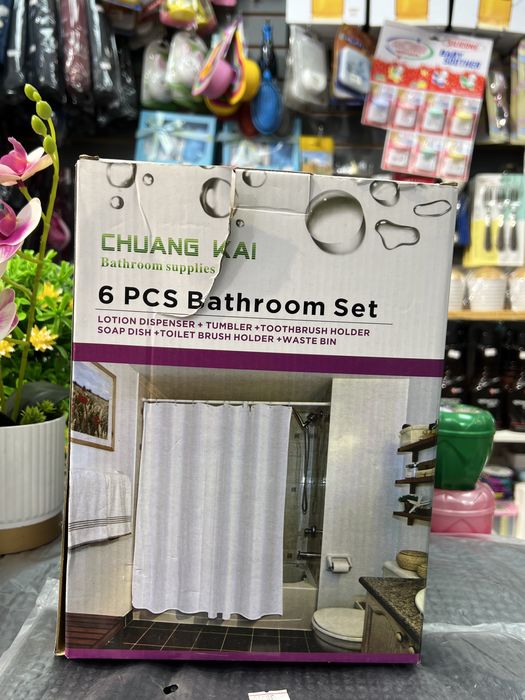 CHUANG KAI
Bathroom supplies
6 PCS Bathroom Set
LOTION DISPENSER + TUMBLER +TOOTHBRUSH HOLDER
SOAP DISH +TOILET BRUSH HOLDER +WASTE BIN